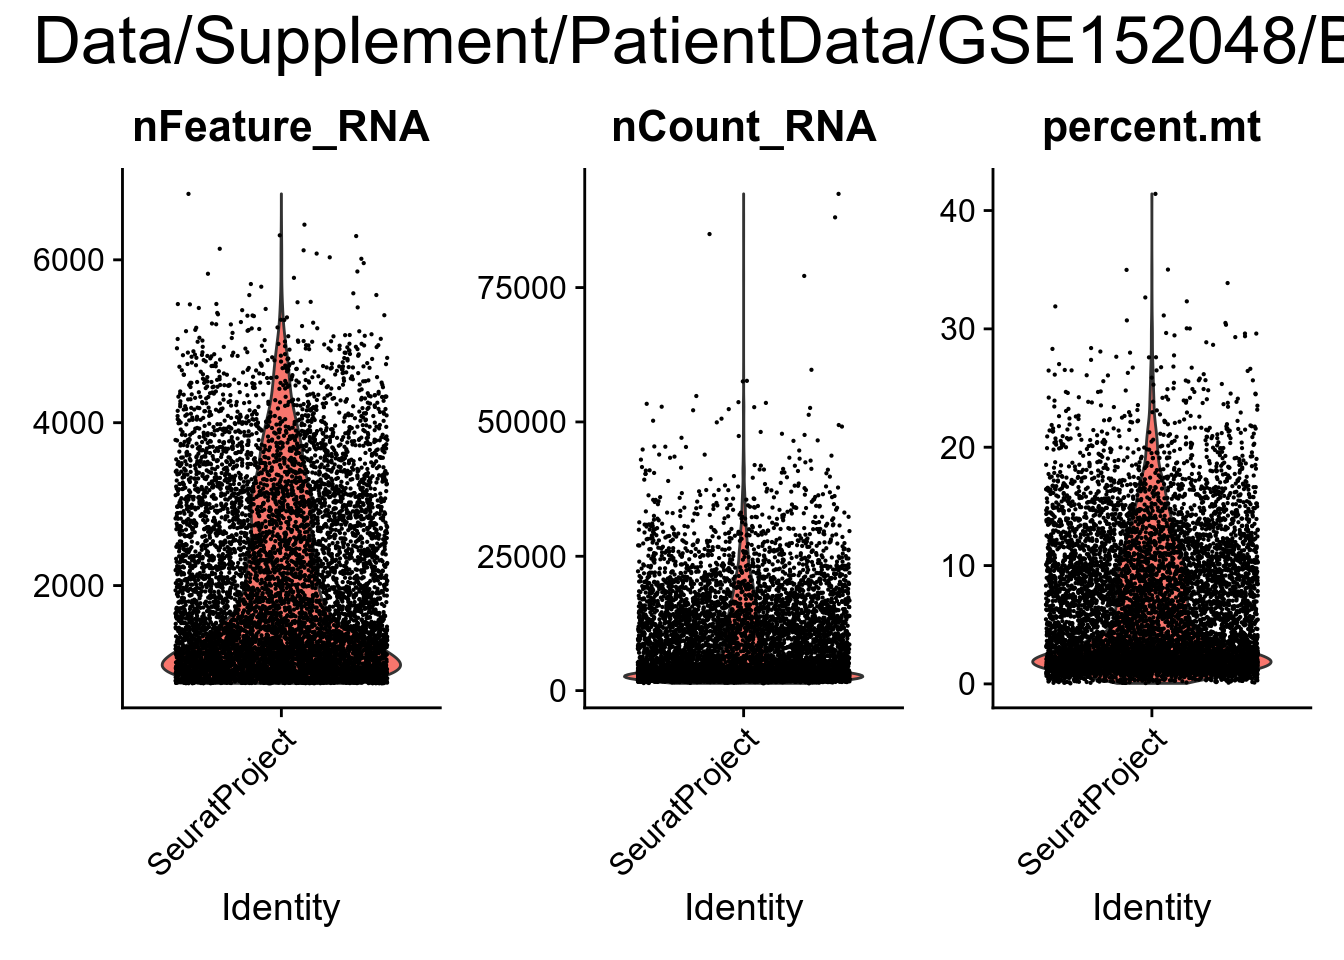 Data/Supplement/PatientData/GSE152048/B
nFeature_RNA
nCount_RNA
percent.mt
6000
4000
2000
75000
50000
25000
0
40
30
20
10
0
SeuratProject
SeuratProject
SeuratProject
Identity
Identity
Identity